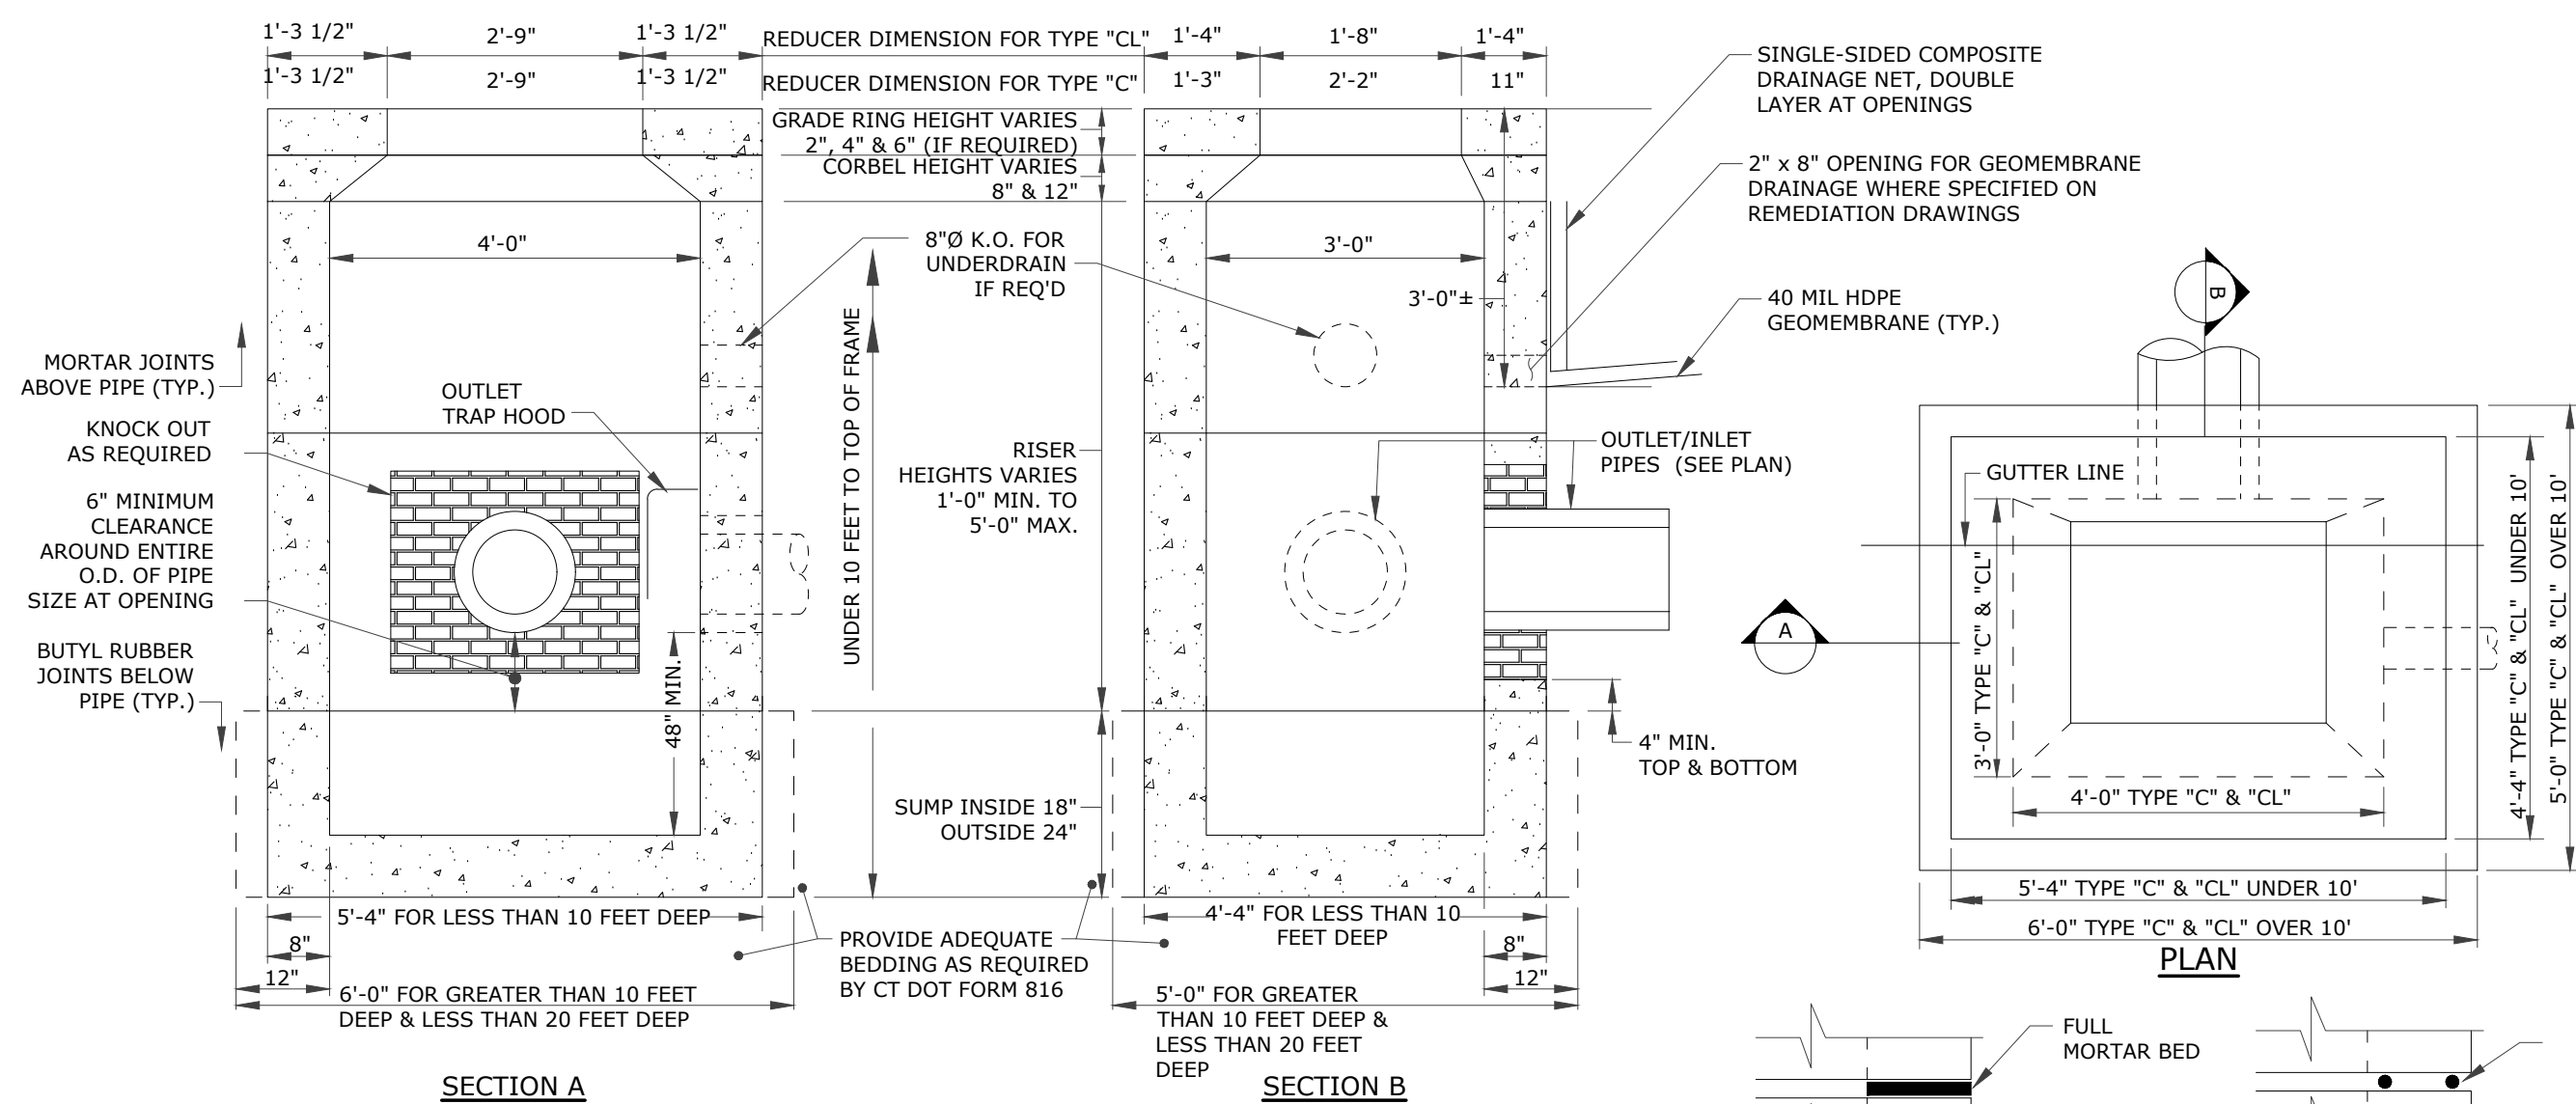 1'-3 1/2" 2'-9" 1'-3 1/2" REDUCER DIMENSION FOR TYPE "CL" 1'-4" 1'-8" 1'-4"
1'-3 1/2" 2'-9" 1'-3 1/2" REDUCER DIMENSION FOR TYPE "C" 1'-3" 2'-2" 11"
GRADE RING HEIGHT VARIES
2", 4" & 6" (IF REQUIRED)
CORBEL HEIGHT VARIES
8" & 12"
SINGLE-SIDED COMPOSITE
DRAINAGE NET, DOUBLE
LAYER AT OPENINGS
2" x 8" OPENING FOR GEOMEMBRANE
DRAINAGE WHERE SPECIFIED ON
REMEDIATION DRAWINGS
4'-0"
8"Ø K.O. FOR
UNDERDRAIN
IF REQ'D
3'-0"
3'-0"±
40 MIL HDPE
GEOMEMBRANE (TYP.)
MORTAR JOINTS
ABOVE PIPE (TYP.)
OUTLET
TRAP HOOD
KNOCK OUT
AS REQUIRED
6" MINIMUM
CLEARANCE
AROUND ENTIRE
O.D. OF PIPE
SIZE AT OPENING
BUTYL RUBBER
JOINTS BELOW
PIPE (TYP.)
48" MIN.
UNDER 10 FEET TO TOP OF FRAME
RISER
HEIGHTS VARIES
1'-0" MIN. TO
5'-0" MAX.
OUTLET/INLET
PIPES (SEE PLAN)
SUMP INSIDE 18"
OUTSIDE 24"
4" MIN.
TOP & BOTTOM
5'-4" FOR LESS THAN 10 FEET DEEP
8"
12"
6'-0" FOR GREATER THAN 10 FEET
DEEP & LESS THAN 20 FEET DEEP
PROVIDE ADEQUATE
BEDDING AS REQUIRED
BY CT DOT FORM 816
4'-4" FOR LESS THAN 10
FEET DEEP
8"
12"
5'-0" FOR GREATER
THAN 10 FEET DEEP &
LESS THAN 20 FEET
DEEP
SECTION A
SECTION B
B
A
GUTTER LINE
3'-0" TYPE "C" & "CL"
4'-0" TYPE "C" & "CL"
4'-4" TYPE "C" & "CL" UNDER 10'
5'-0" TYPE "C" & "CL" OVER 10'
5'-4" TYPE "C" & "CL" UNDER 10'
6'-0" TYPE "C" & "CL" OVER 10'
PLAN
FULL
MORTAR BED